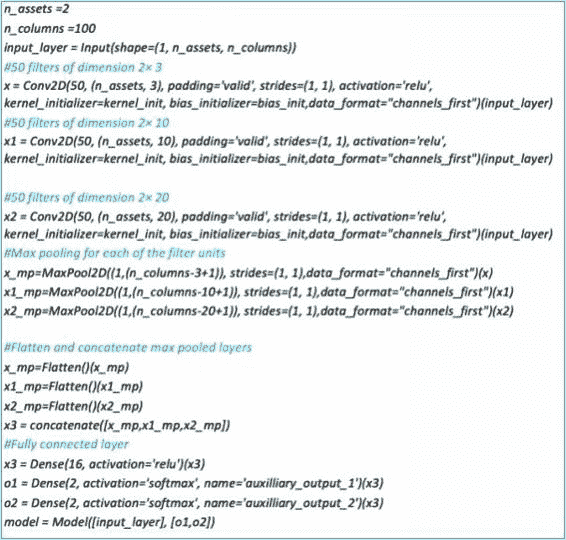 n_assets =2
n_columns =100
input_layer = Input(shape=(1, n_assets, n_columns))
#50 filters of dimension 2× 3
x = Conv2D(50, (n_assets, 3), padding='valid', strides=(1, 1), activation='relu',
kernel_initializer=kernel_init, bias_initializer=bias_init,data_format="channels_first")(input_layer)
#50 filters of dimension 2× 10
x1 = Conv2D(50, (n_assets, 10), padding='valid', strides=(1, 1), activation='relu',
kernel_initializer=kernel_init, bias_initializer=bias_init,data_format="channels_first")(input_layer)
#50 filters of dimension 2× 20
x2 = Conv2D(50, (n_assets, 20), padding='valid', strides=(1, 1), activation='relu',
kernel_initializer=kernel_init, bias_initializer=bias_init,data_format="channels_first")(input_layer)
#Max pooling for each of the filter units
x_mp=MaxPool2D((1,(n_columns-3+1)), strides=(1, 1),data_format="channels_first")(x)
x1_mp=MaxPool2D((1,(n_columns-10+1)), strides=(1, 1),data_format="channels_first")(x1)
x2_mp=MaxPool2D((1,(n_columns-20+1)), strides=(1, 1),data_format="channels_first")(x2)
#Flatten and concatenate max pooled layers
x_mp=Flatten()(x_mp)
x1_mp=Flatten()(x1_mp)
x2_mp=Flatten()(x2_mp)
x3 = concatenate([x_mp,x1_mp,x2_mp])
#Fully connected layer
x3 = Dense(16, activation='relu')(x3)
o1 = Dense(2, activation='softmax', name='auxilliary_output_1')(x3)
o2 = Dense(2, activation='softmax', name='auxilliary_output_2')(x3)
model = Model([input_layer], [o1,o2])